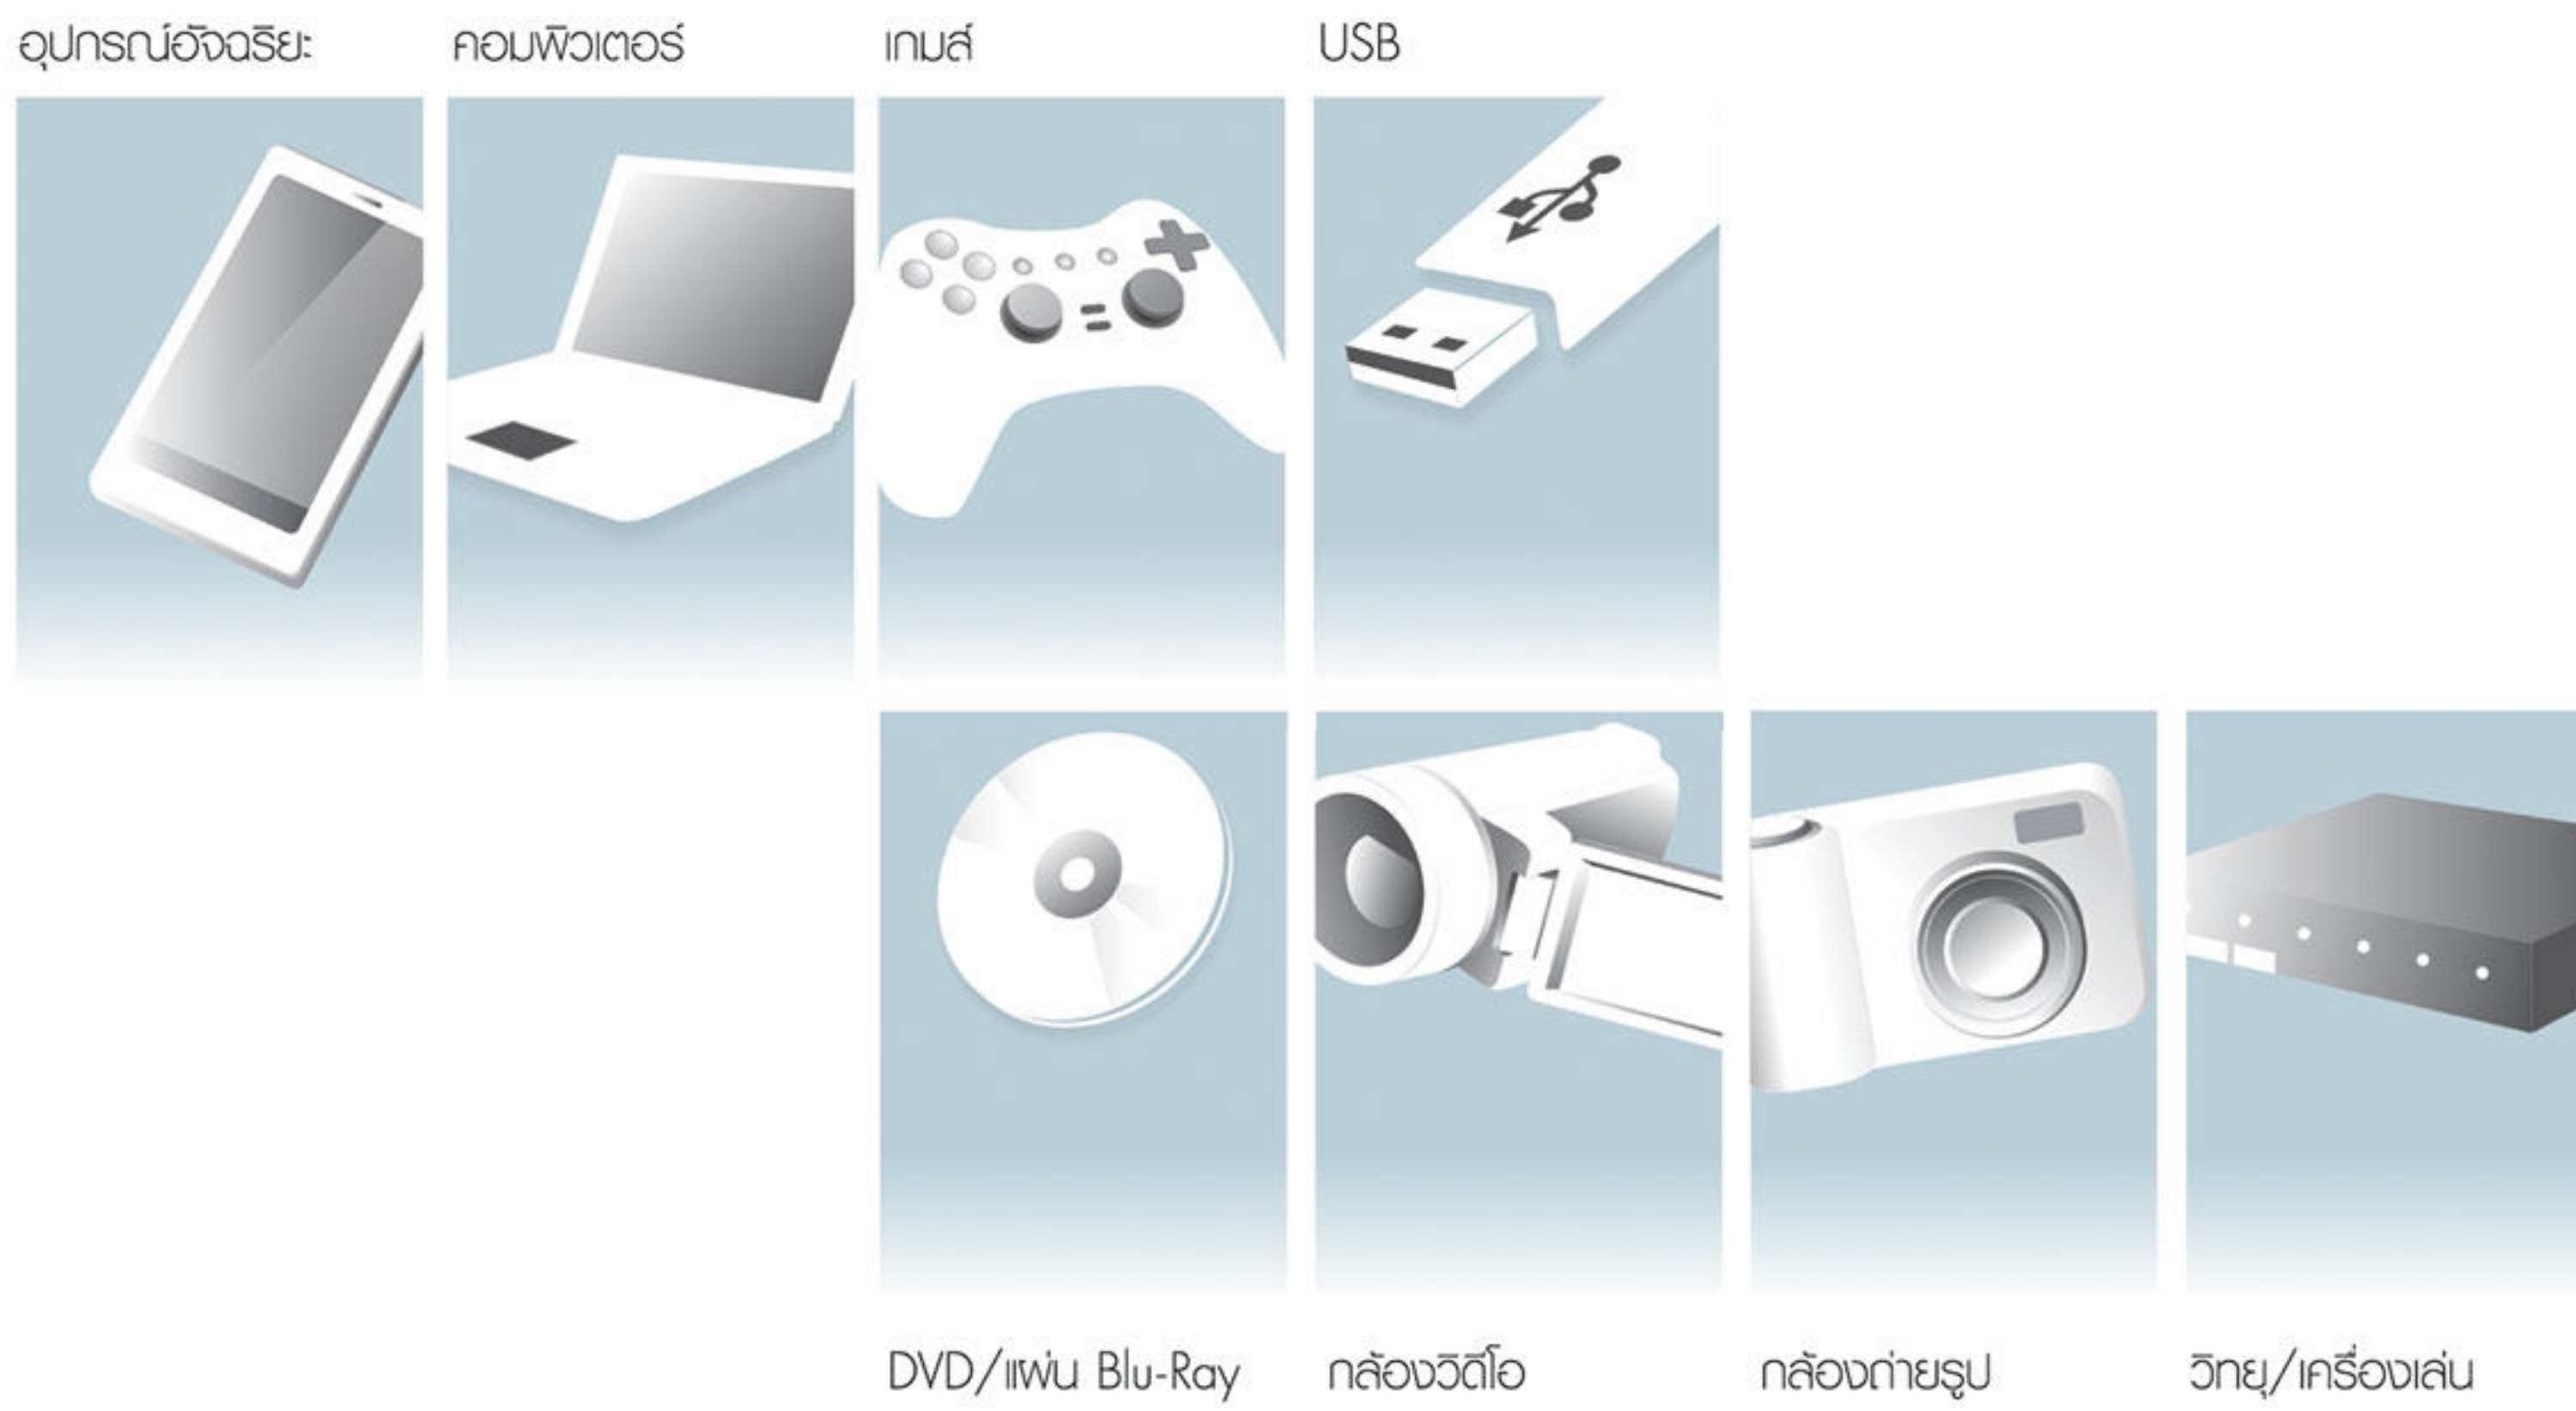 อุปกรณ์อัจฉริยะ
คอมพิวเตอร์
เกมส์
USB
DVD/แผ่น Blu-Ray
กล้องวิดีโอ
กล้องถ่ายรูป
วิทยุ/เครื่องเล่น